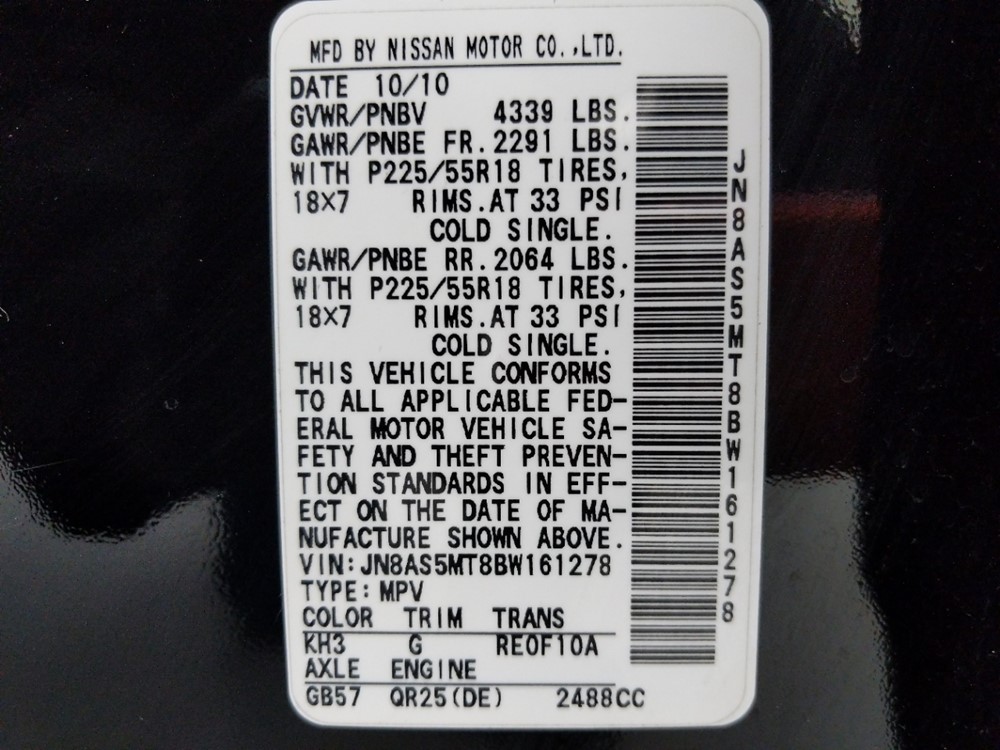 MFD BY NISSAN MOTOR CO.,LTD.
DATE 10/10
GVWR/PNBV 4339 LBS.
GAWR/PNBE FR.2291 LBS.
WITH P225/55R18 TIRES,
18×7 RIMS.AT 33 PSI
COLD SINGLE.
GAWR/PNBE RR.2064 LBS.
WITH P225/55R18 TIRES,
18×7 RIMS.AT 33 PSI
COLD SINGLE.
THIS VEHICLE CONFORMS
TO ALL APPLICABLE FED-
ERAL MOTOR VEHICLE SA-
FETY AND THEFT PREVEN-
TION STANDARDS IN EFF-
ECT ON THE DATE OF MA-
NUFACTURE SHOWN ABOVE.
VIN:JN8AS5MT8BW161278
TYPE:MPV
COLOR TRIM TRANS
KH3 G RE0F10A
AXLE ENGINE
GB57 QR25(DE) 2488CC
JN8AS5MT8BW161278